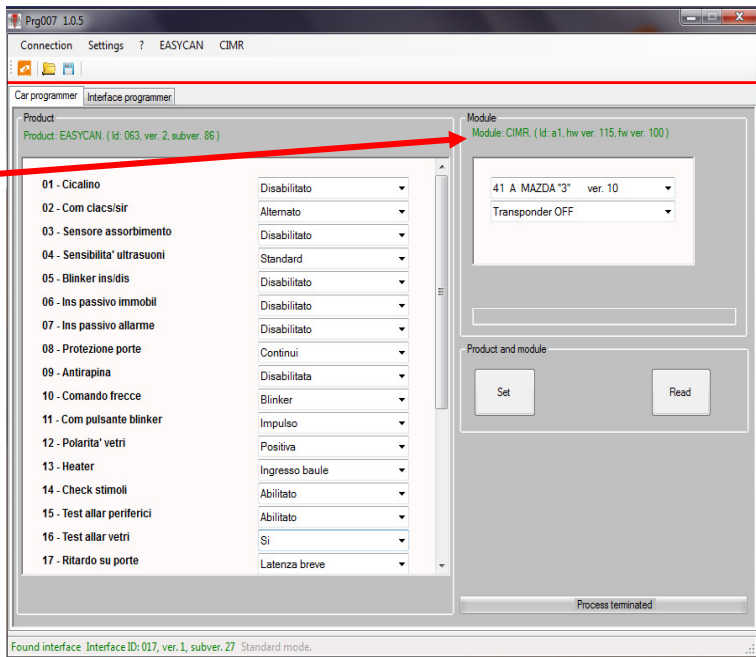 Prg007 1.0.5
Connection Settings ? EASYCAN CIMR
Car programmer Interface programmer
Product
Product: EASYCAN. ( Id: 063, ver. 2, subver. 86 )
01 - Cicalino Disabilitato
02 - Com clacs/sir Alternato
03 - Sensore assorbimento Disabilitato
04 - Sensibilita' ultrasuoni Standard
05 - Blinker ins/dis Disabilitato
06 - Ins passivo immobil Disabilitato
07 - Ins passivo allarme Disabilitato
08 - Protezione porte Continui
09 - Antirapina Disabilitata
10 - Comando frecce Blinker
11 - Com pulsante blinker Impulso
12 - Polarita' vetri Positiva
13 - Heater Ingresso baule
14 - Check stimoli Abilitato
15 - Test allar periferici Abilitato
16 - Test allar vetri Si
17 - Ritardo su porte Latenza breve
Module
Module: CIMR. ( Id: a1, hw ver. 115, fw ver. 100 )
41 A MAZDA "3" ver. 10
Transponder OFF
Product and module
Set Read
Process terminated
Found interface Interface ID: 017, ver. 1, subver. 27 Standard mode.